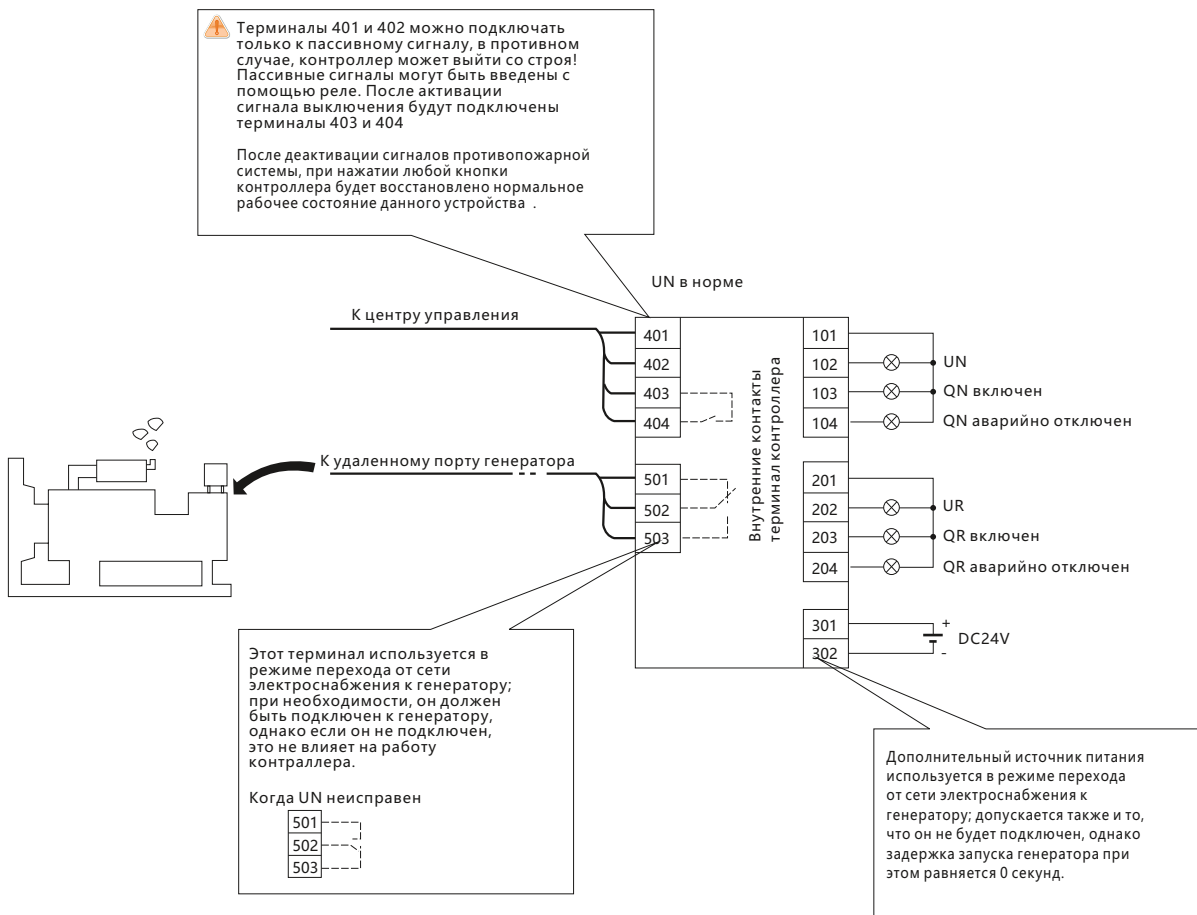 Терминалы 401 и 402 можно подключать
только к пассивному сигналу, в противном
случае, контроллер может выйти со строя!
Пассивные сигналы могут быть введены с
помощью реле. После активации
сигнала выключения будут подключены
терминалы 403 и 404
После деактивации сигналов противопожарной
системы, при нажатии любой кнопки
контроллера будет восстановлено нормальное
рабочее состояние данного устройства .
UN в норме
К центру управления
401
402
403
404
К удаленному порту генератора
501
502
503
Внутренние контакты
терминал контроллера
101
102
103
104
UN
QN включен
QN аварийно отключен
201
202
203
204
UR
QR включен
QR аварийно отключен
301
302
+
-
DC24V
Этот терминал используется в
режиме перехода от сети
электроснабжения к генератору;
при необходимости, он должен
быть подключен к генератору,
однако если он не подключен,
это не влияет на работу
контраллера.
Когда UN неисправен
501
502
503
Дополнительный источник питания
используется в режиме перехода
от сети электроснабжения к
генератору; допускается также и то,
что он не будет подключен, однако
задержка запуска генератора при
этом равняется 0 секунд.